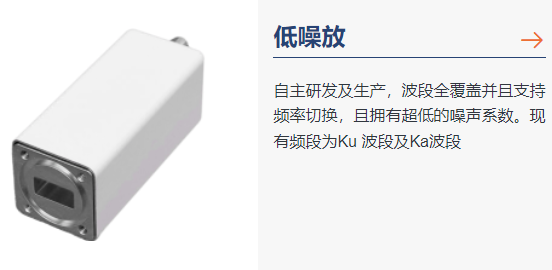 低噪放
自主研发及生产，波段全覆盖并且支持
频率切换，且拥有超低的噪声系数。现
有频段为Ku 波段及Ka波段